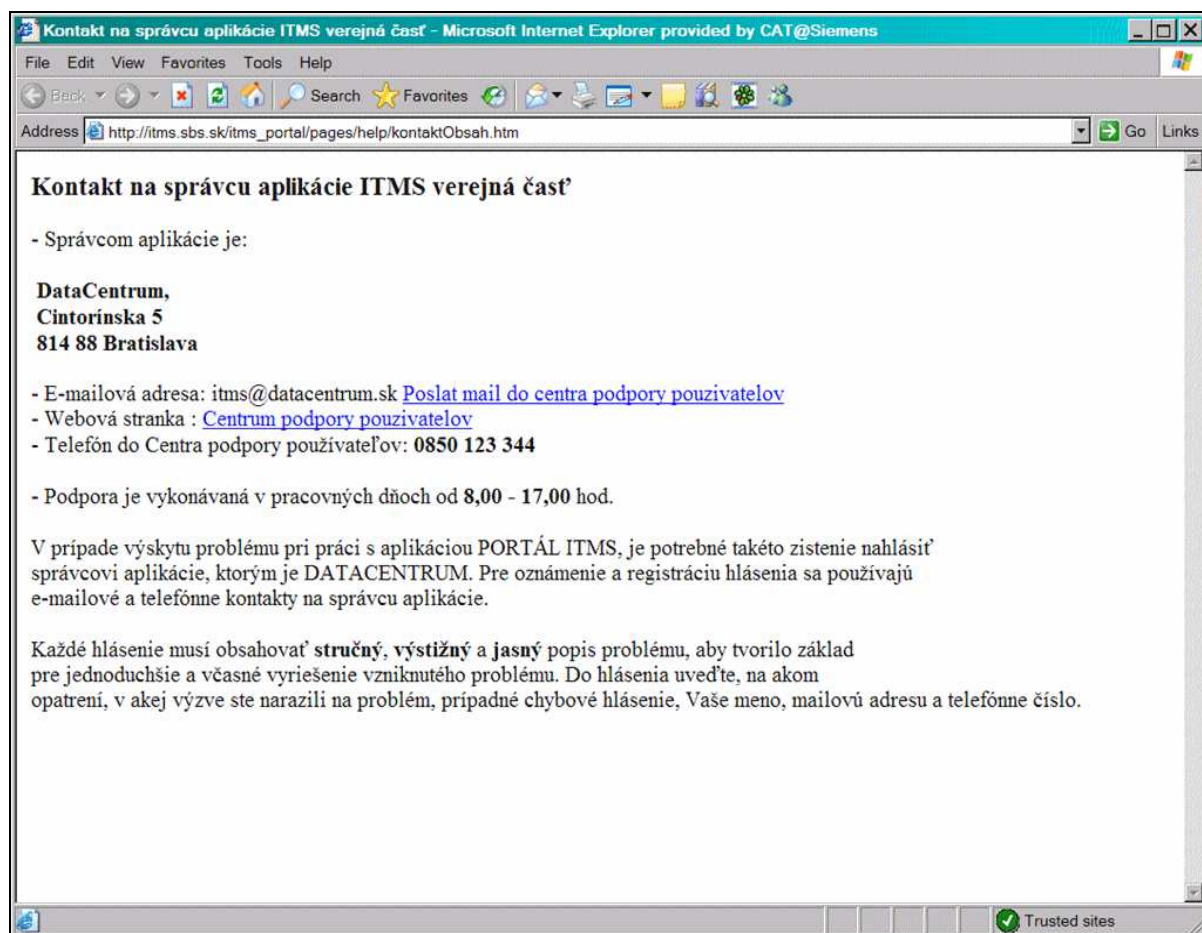 Kontakt na správcu aplikácie ITMS verejná časť - Microsoft Internet Explorer provided by CAT@Siemens
File Edit View Favorites Tools Help
Back Search Favorites
Address http://itms.sbs.sk/itms_portal/pages/help/kontaktObsah.htm Go Links
Kontakt na správcu aplikácie ITMS verejná časť
- Správcom aplikácie je:
DataCentrum,
Cintorínska 5
814 88 Bratislava
- E-mailová adresa: itms@datacentrum.sk Poslat mail do centra podpory pouzivatelov
- Webová stranka : Centrum podpory pouzivatelov
- Telefón do Centra podpory používateľov: 0850 123 344
- Podpora je vykonávaná v pracovných dňoch od 8,00 - 17,00 hod.
V prípade výskytu problému pri práci s aplikáciou PORTÁL ITMS, je potrebné takéto zistenie nahlásiť
správcovi aplikácie, ktorým je DATACENTRUM. Pre oznámenie a registráciu hlásenia sa používajú
e-mailové a telefónne kontakty na správcu aplikácie.
Každé hlásenie musí obsahovať stručný, výstižný a jasný popis problému, aby tvorilo základ
pre jednoduchšie a včasné vyriešenie vzniknutého problému. Do hlásenia uveďte, na akom
opatrení, v akej výzve ste narazili na problém, prípadné chybové hlásenie, Vaše meno, mailovú adresu a telefónne číslo.
Trusted sites